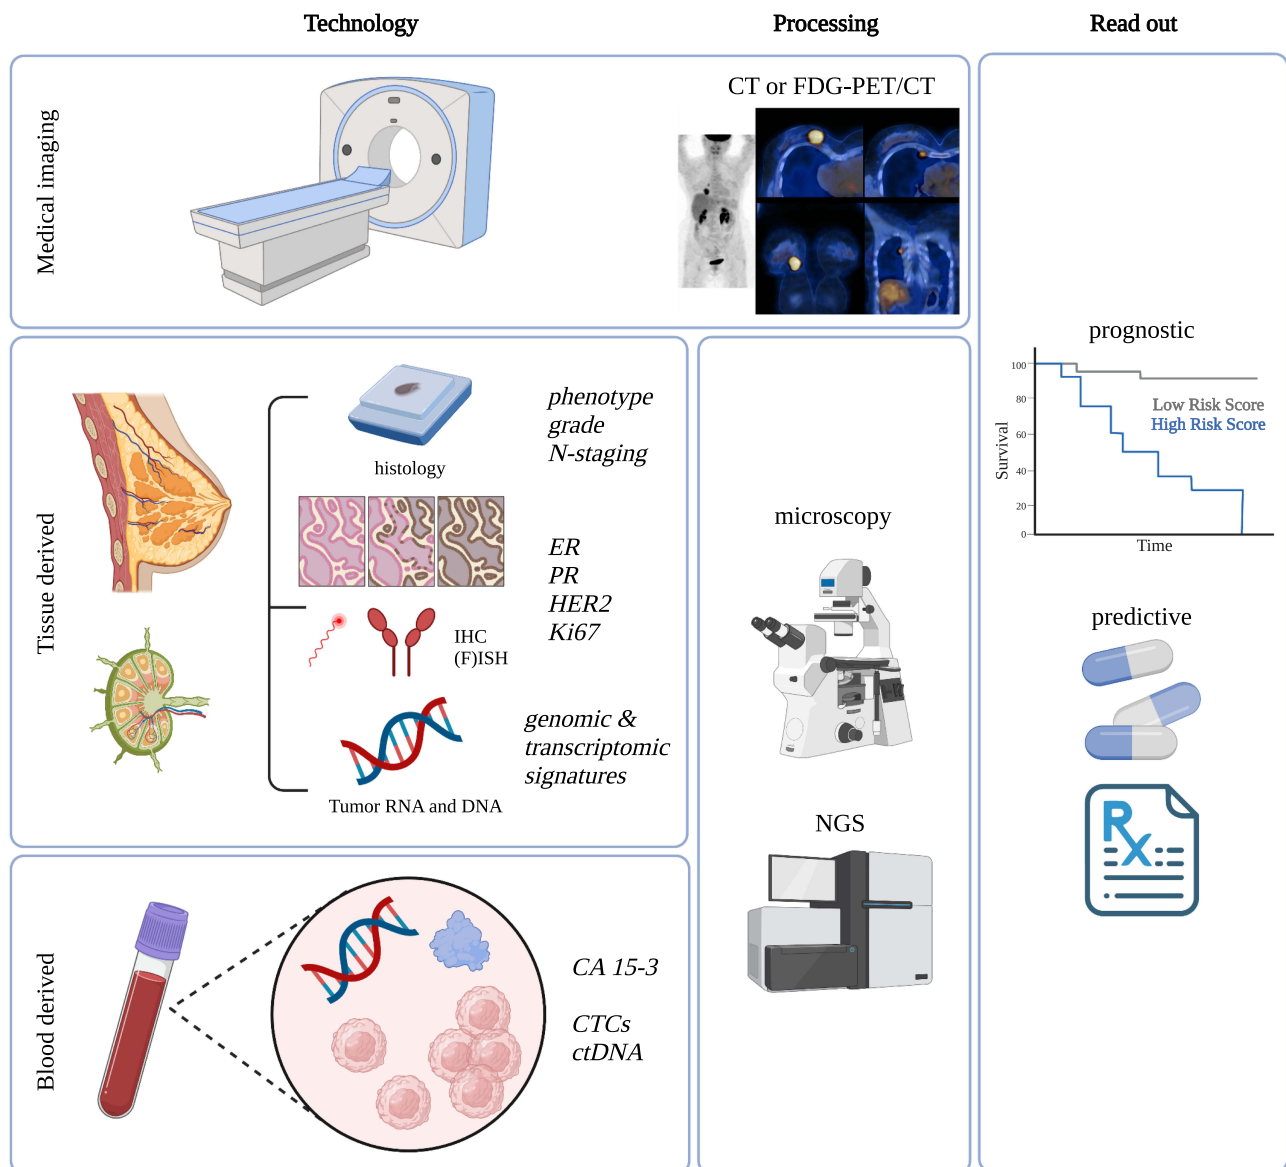 Technology
Processing
Read out
Medical imaging
CT or FDG-PET/CT
Tissue derived
histology
phenotype
grade
N-staging
IHC
(F)ISH
ER
PR
HER2
Ki67
Tumor RNA and DNA
genomic &
transcriptomic
signatures
Blood derived
CA 15-3
CTCs
ctDNA
microscopy
NGS
prognostic
Survival
100
80
60
40
20
0
Low Risk Score
High Risk Score
Time
predictive
Rx